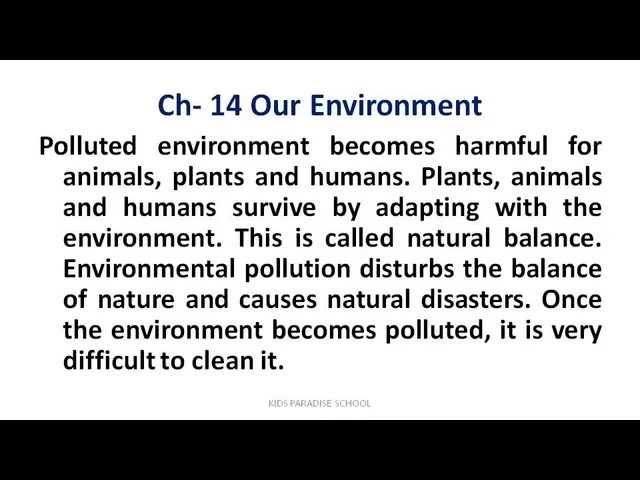 Ch- 14 Our Environment
Polluted environment becomes harmful for
animals, plants and humans. Plants, animals
and humans survive by adapting with the
environment. This is called natural balance.
Environmental pollution disturbs the balance
of nature and causes natural disasters. Once
the environment becomes polluted, it is very
difficult to clean it.
KIDS PARADISE SCHOOL